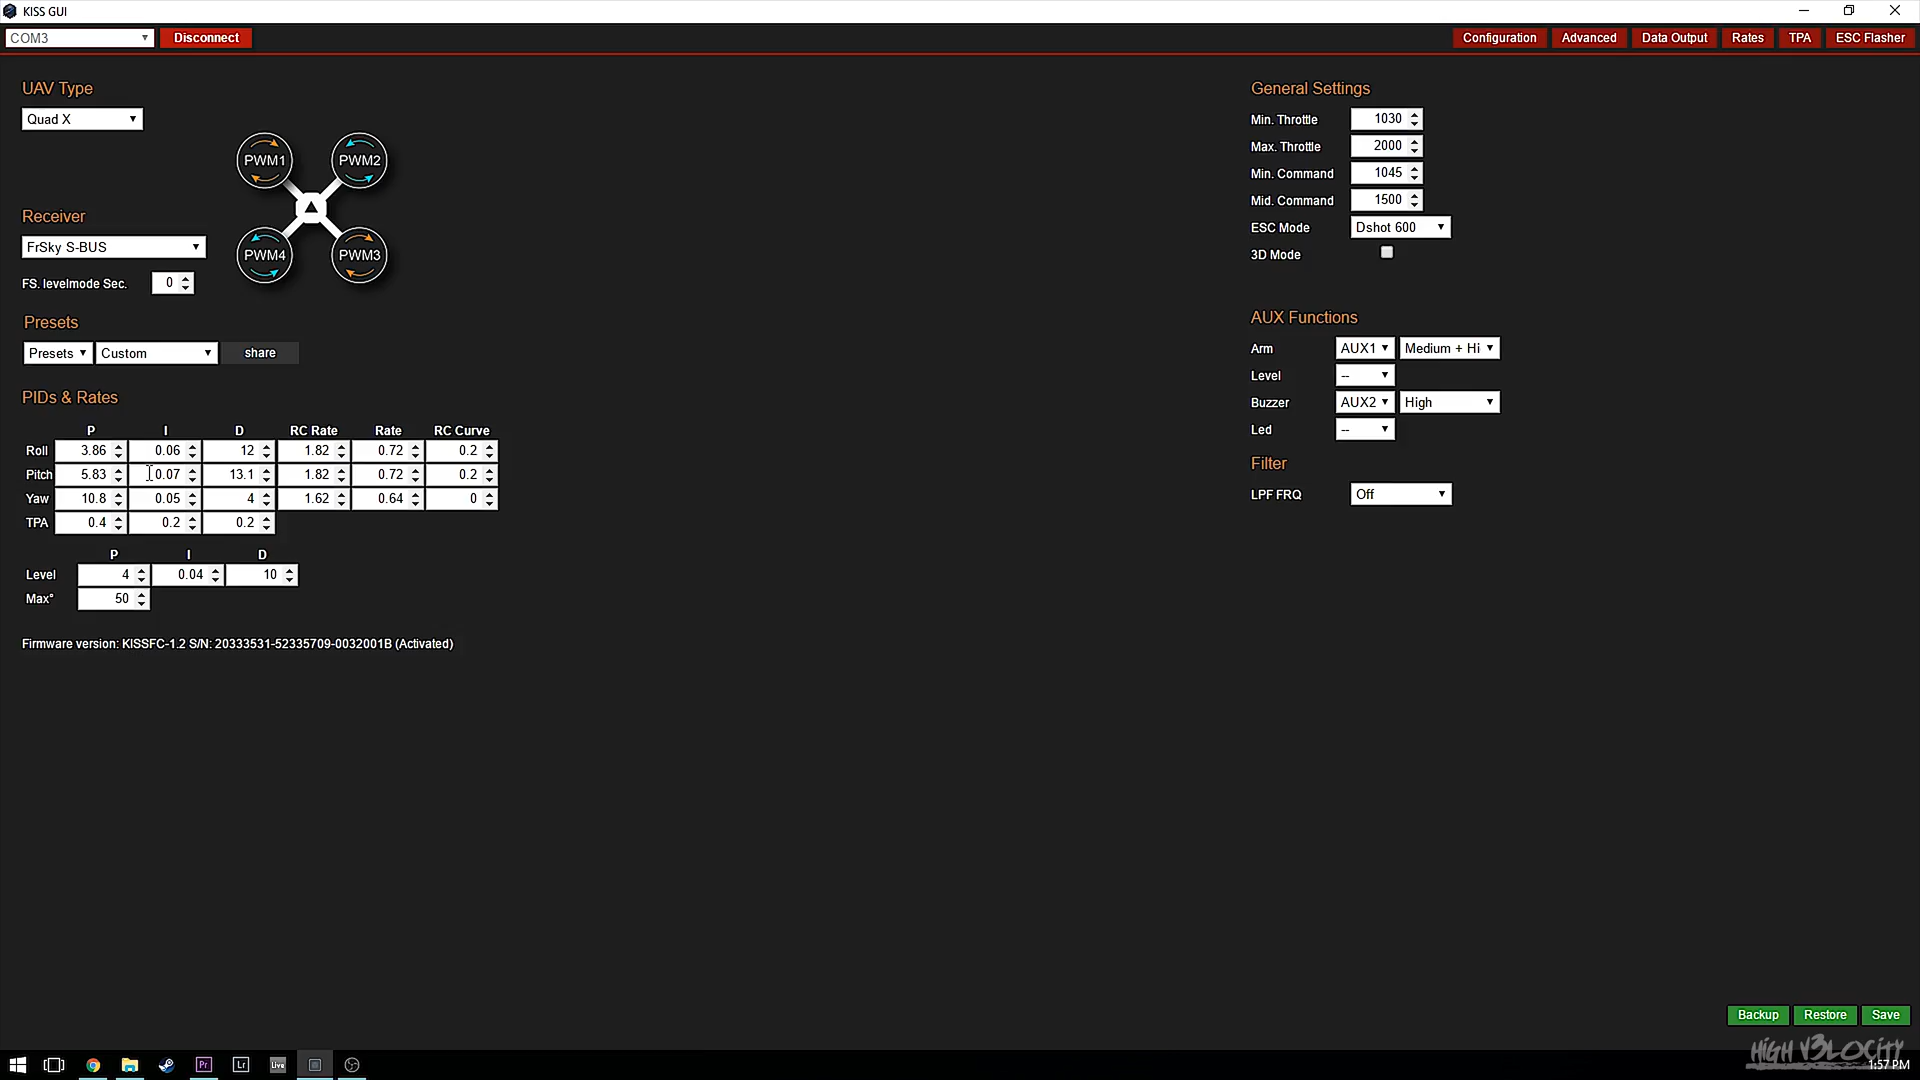 KISS GUI
COM3 Disconnect Configuration Advanced Data Output Rates TPA ESC Flasher
UAV Type
Quad X
PWM1 PWM2
PWM4 PWM3
Receiver
FrSky S-BUS
FS. levelmode Sec. 0
Presets
Presets Custom share
PIDs & Rates
P I D RC Rate Rate RC Curve
Roll 3.86 0.06 12 1.82 0.72 0.2
Pitch 5.83 0.07 13.1 1.82 0.72 0.2
Yaw 10.8 0.05 4 1.62 0.64 0
TPA 0.4 0.2 0.2
P I D
Level 4 0.04 10
Max° 50
Firmware version: KISSFC-1.2 S/N: 20333531-52335709-0032001B (Activated)
General Settings
Min. Throttle 1030
Max. Throttle 2000
Min. Command 1045
Mid. Command 1500
ESC Mode Dshot 600
3D Mode
AUX Functions
Arm AUX1 Medium + Hi
Level --
Buzzer AUX2 High
Led --
Filter
LPF FRQ Off
Backup Restore Save
HIGH V3LOCITY
Pr Lr live 1:57 PM